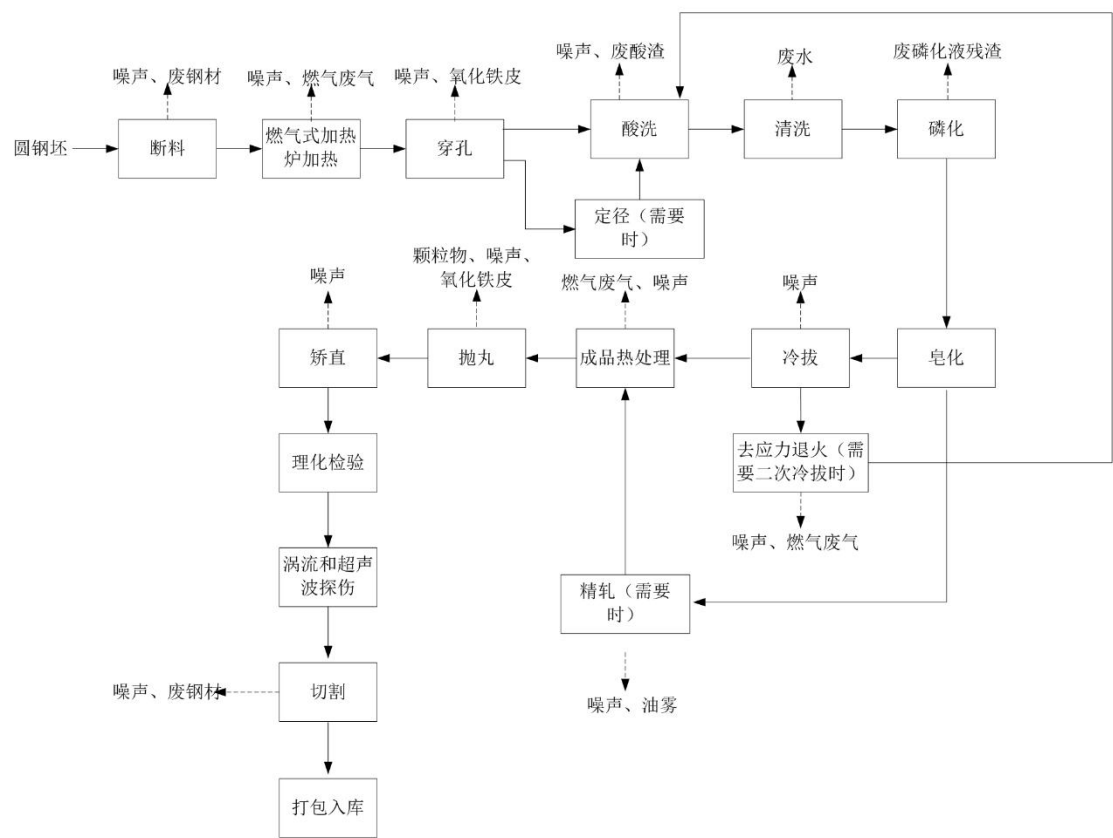 噪声、废钢材
噪声、燃气废气
噪声、氧化铁皮
噪声、废酸渣
废水
废磷化液残渣
圆钢坯
断料
燃气式加热
炉加热
穿孔
酸洗
清洗
磷化
定径（需要
时）
颗粒物、噪声、
氧化铁皮
噪声
燃气废气、噪声
噪声
矫直
抛丸
成品热处理
冷拔
皂化
理化检验
去应力退火（需
要二次冷拔时）
噪声、燃气废气
涡流和超声
波探伤
精轧（需要
时）
噪声、废钢材
切割
噪声、油雾
打包入库